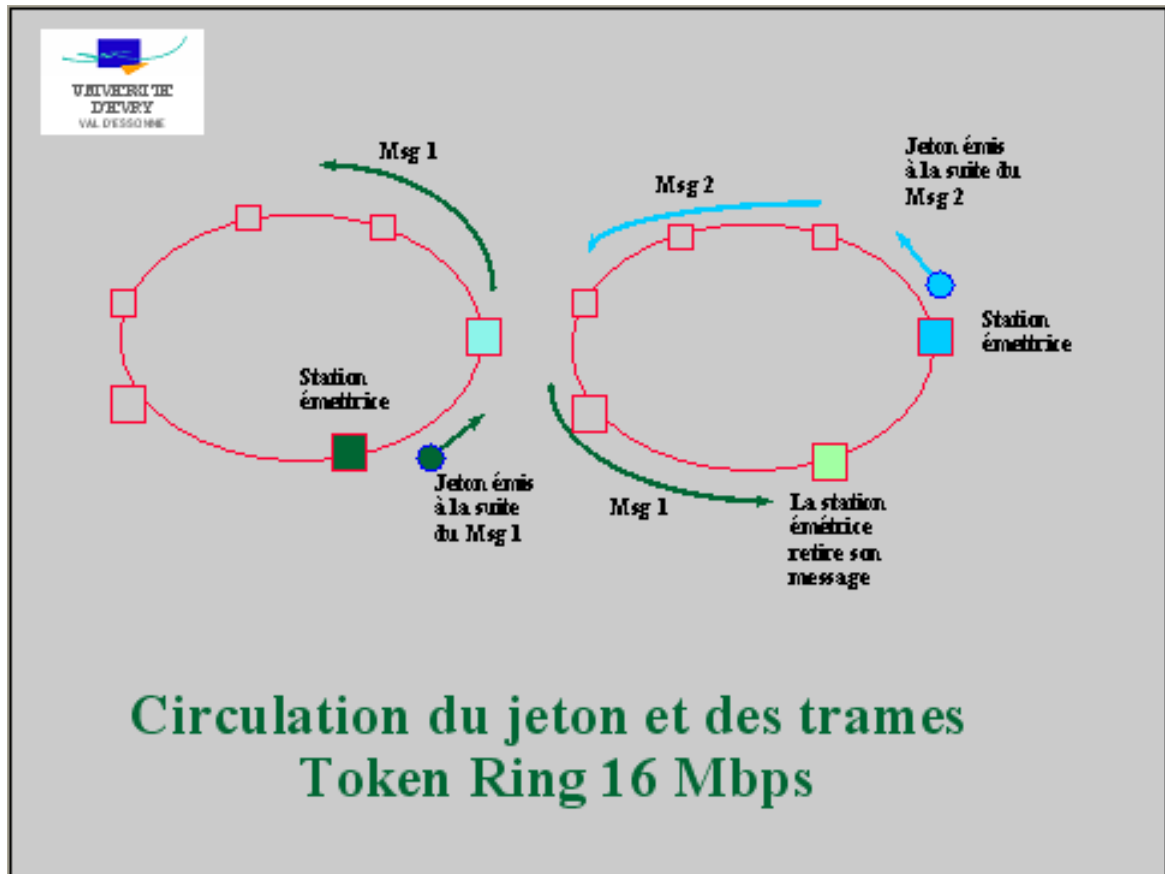 UNIVERSITE
D'EVRY
VAL D'ESSONNE
Msg 1
Station
émettrice
Jeton émis
à la suite
du Msg 1
Msg 2
Jeton émis
à la suite du
Msg 2
Station
émettrice
Msg 1
La station
émétrice
retire son
message
Circulation du jeton et des trames
Token Ring 16 Mbps